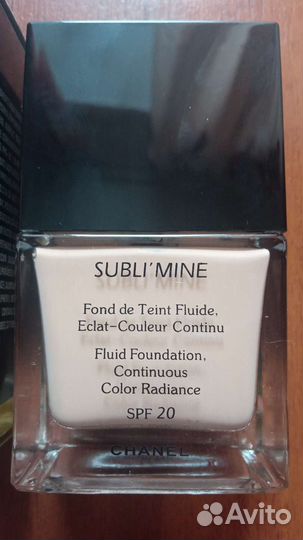 SUBLI'MINE
Fond de Teint Fluide,
Eclat-Couleur Continu
Fluid Foundation,
Continuous
Color Radiance
SPF 20
CHANEL
Avito